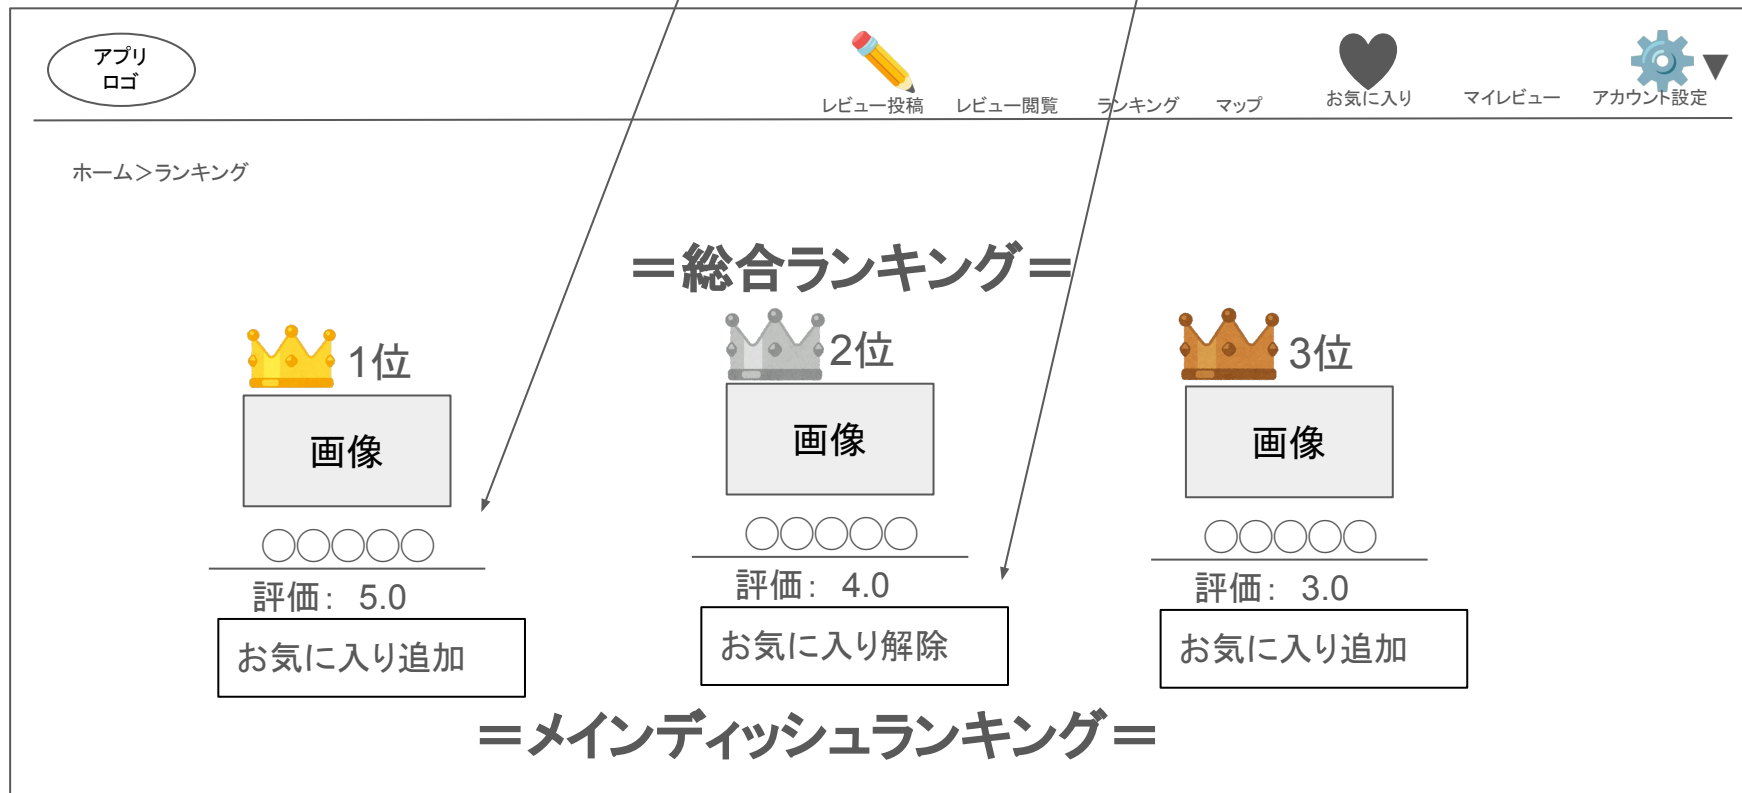 アプリ
ロゴ
レビュー投稿 レビュー閲覧 ランキング マップ お気に入り マイレビュー アカウント設定
ホーム＞ランキング
＝総合ランキング＝
1位 2位 3位
画像 画像 画像
◯◯◯◯◯ ◯◯◯◯◯ ◯◯◯◯◯
評価： 5.0 評価： 4.0 評価： 3.0
お気に入り追加 お気に入り解除 お気に入り追加
＝メインディッシュランキング＝